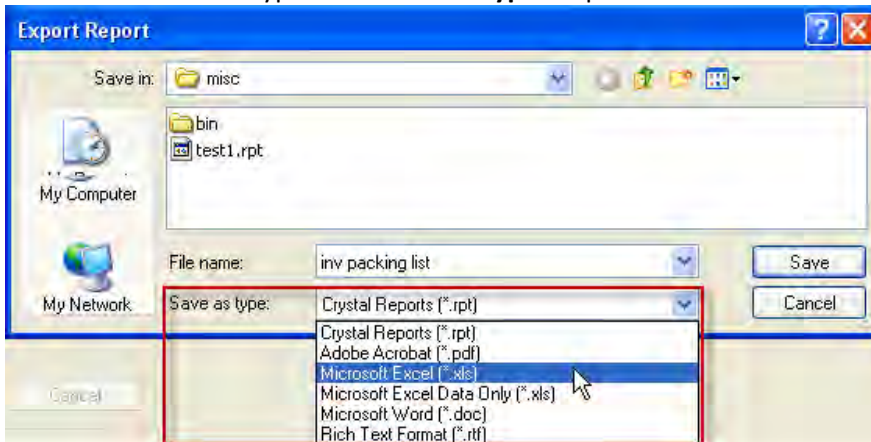 Export Report
Save in: misc
bin
test1.rpt
My Computer
File name: inv packing list Save
My Network Save as type: Crystal Reports (*.rpt) Cancel
Crystal Reports (*.rpt)
Adobe Acrobat (*.pdf)
Microsoft Excel (*.xls)
Microsoft Excel Data Only (*.xls)
Cancel
Microsoft Word (*.doc)
Rich Text Format (*.rtf)